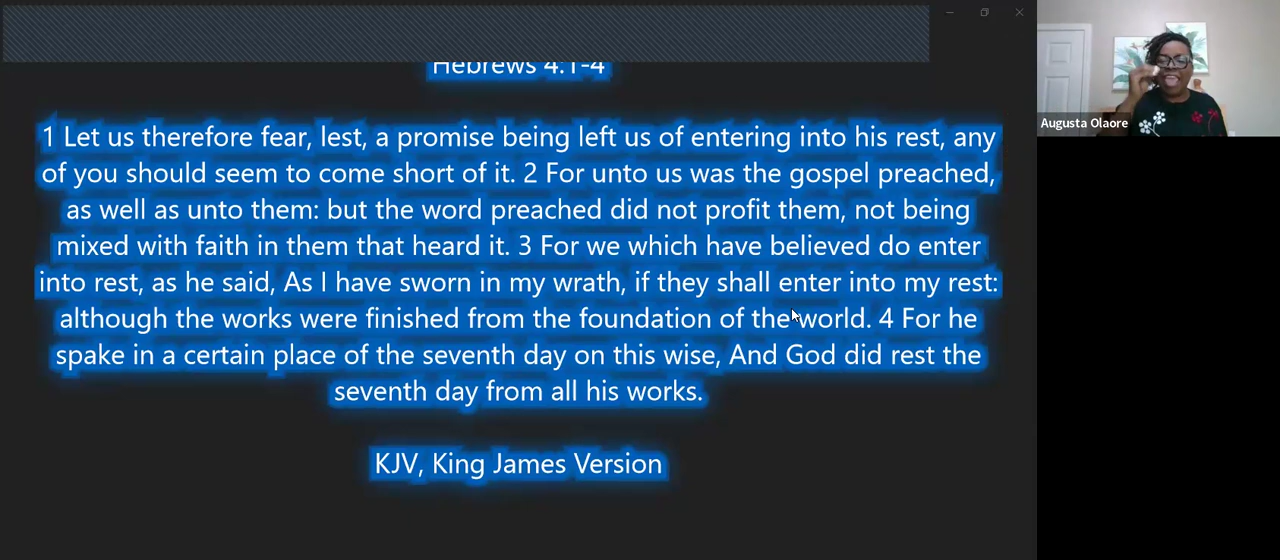 Hebrews 4:1-4
1 Let us therefore fear, lest, a promise being left us of entering into his rest, any
of you should seem to come short of it. 2 For unto us was the gospel preached,
as well as unto them: but the word preached did not profit them, not being
mixed with faith in them that heard it. 3 For we which have believed do enter
into rest, as he said, As I have sworn in my wrath, if they shall enter into my rest:
although the works were finished from the foundation of the world. 4 For he
spake in a certain place of the seventh day on this wise, And God did rest the
seventh day from all his works.
KJV, King James Version
Augusta Olaore